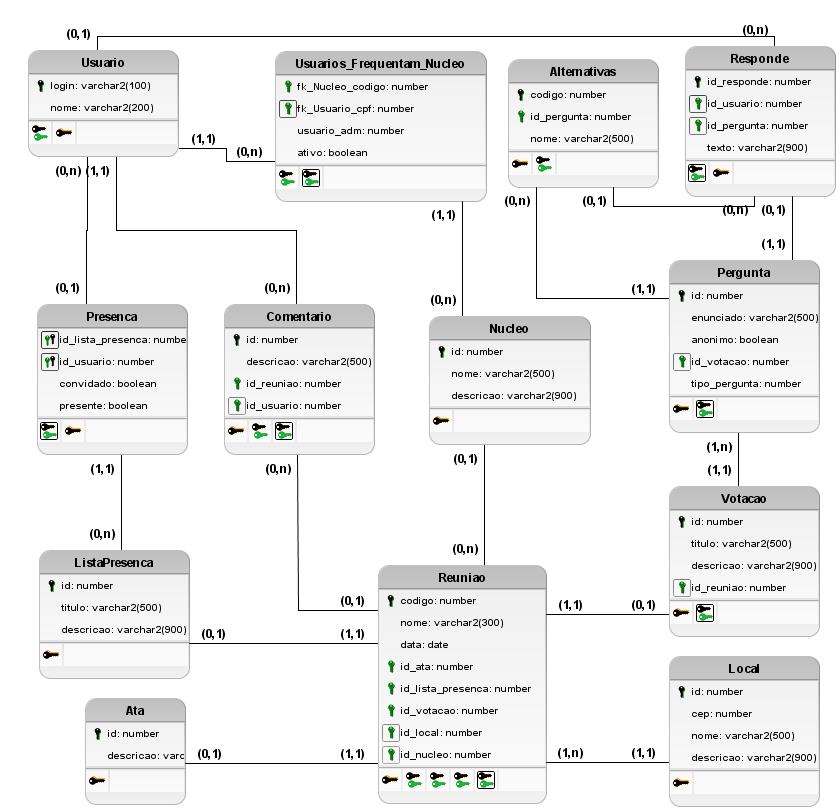 (0,1)
(0,n)
Usuario
login: varchar2(100)
nome: varchar2(200)
Usuarios_Frequentam_Nucleo
fk_Nucleo_codigo: number
fk_Usuario_cpf: number
usuario_adm: number
ativo: boolean
Alternativas
codigo: number
id_pergunta: number
nome: varchar2(500)
Responde
id_responde: number
id_usuario: number
id_pergunta: number
texto: varchar2(900)
(1,1)
(0,n)
(0,n)
(1,1)
(1,1)
(0,n)
(0,1)
(0,n)
(0,1)
(1,1)
(0,1)
(0,n)
(0,n)
(1,1)
Presenca
id_lista_presenca: numbe
id_usuario: number
convidado: boolean
presente: boolean
Comentario
id: number
descricao: varchar2(500)
id_reuniao: number
id_usuario: number
Nucleo
id: number
nome: varchar2(500)
descricao: varchar2(900)
Pergunta
id: number
enunciado: varchar2(500)
anonimo: boolean
id_votacao: number
tipo_pergunta: number
(1,1)
(0,n)
(0,1)
(1,n)
(1,1)
(0,n)
(0,n)
ListaPresenca
id: number
titulo: varchar2(500)
descricao: varchar2(900)
Reuniao
codigo: number
nome: varchar2(300)
data: date
id_ata: number
id_lista_presenca: number
id_votacao: number
id_local: number
id_nucleo: number
Votacao
id: number
titulo: varchar2(500)
descricao: varchar2(900)
id_reuniao: number
(0,1)
(1,1)
(0,1)
(0,1)
(1,1)
Ata
id: number
descricao: varc
(0,1)
(1,1)
(1,n)
(1,1)
Local
id: number
cep: number
nome: varchar2(500)
descricao: varchar2(900)